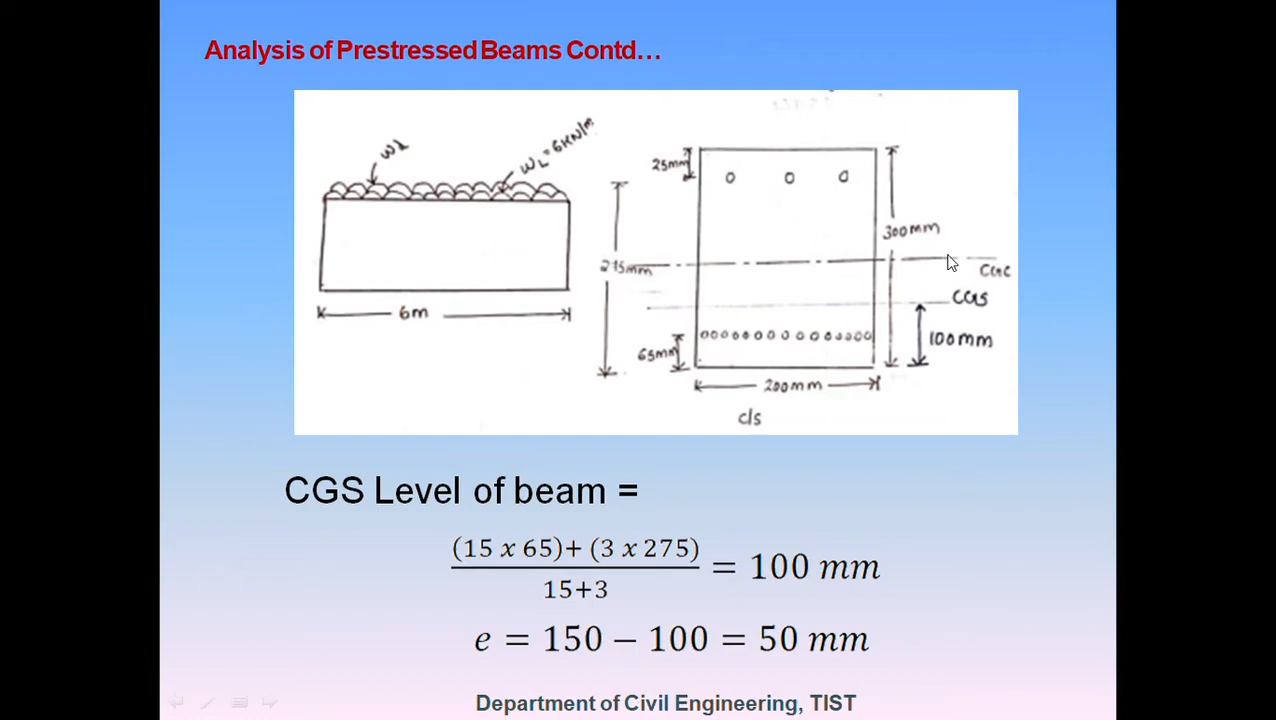 Analysis of Prestressed Beams Contd…
wL=6KN/m
25mm
300mm
275mm
CGC
CGS
6m
65mm
100mm
200mm
c/s
CGS Level of beam =
(15 x 65)+ (3 x 275)
15+3
= 100 mm
e = 150 − 100 = 50 mm
Department of Civil Engineering, TIST